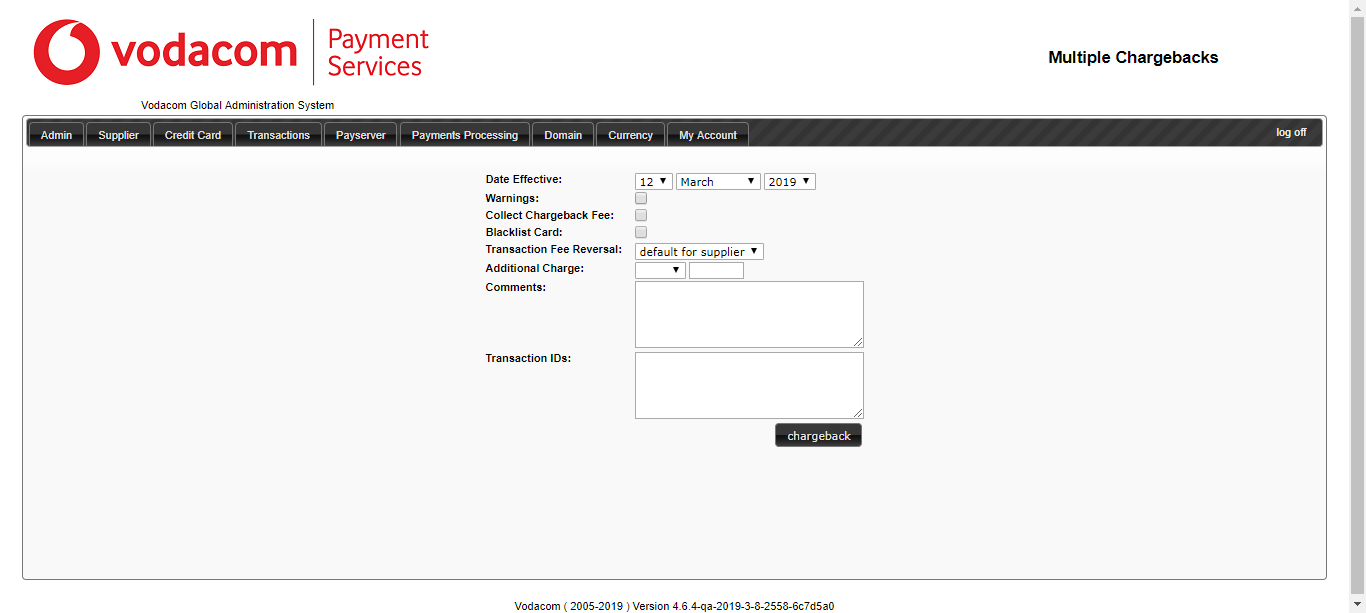 vodacom
Payment
Services
Multiple Chargebacks
Vodacom Global Administration System
Admin Supplier Credit Card Transactions Payserver Payments Processing Domain Currency My Account log off
Date Effective: 12 March 2019
Warnings:
Collect Chargeback Fee:
Blacklist Card:
Transaction Fee Reversal: default for supplier
Additional Charge:
Comments:
Transaction IDs:
chargeback
Vodacom ( 2005-2019 ) Version 4.6.4-qa-2019-3-8-2558-6c7d5a0